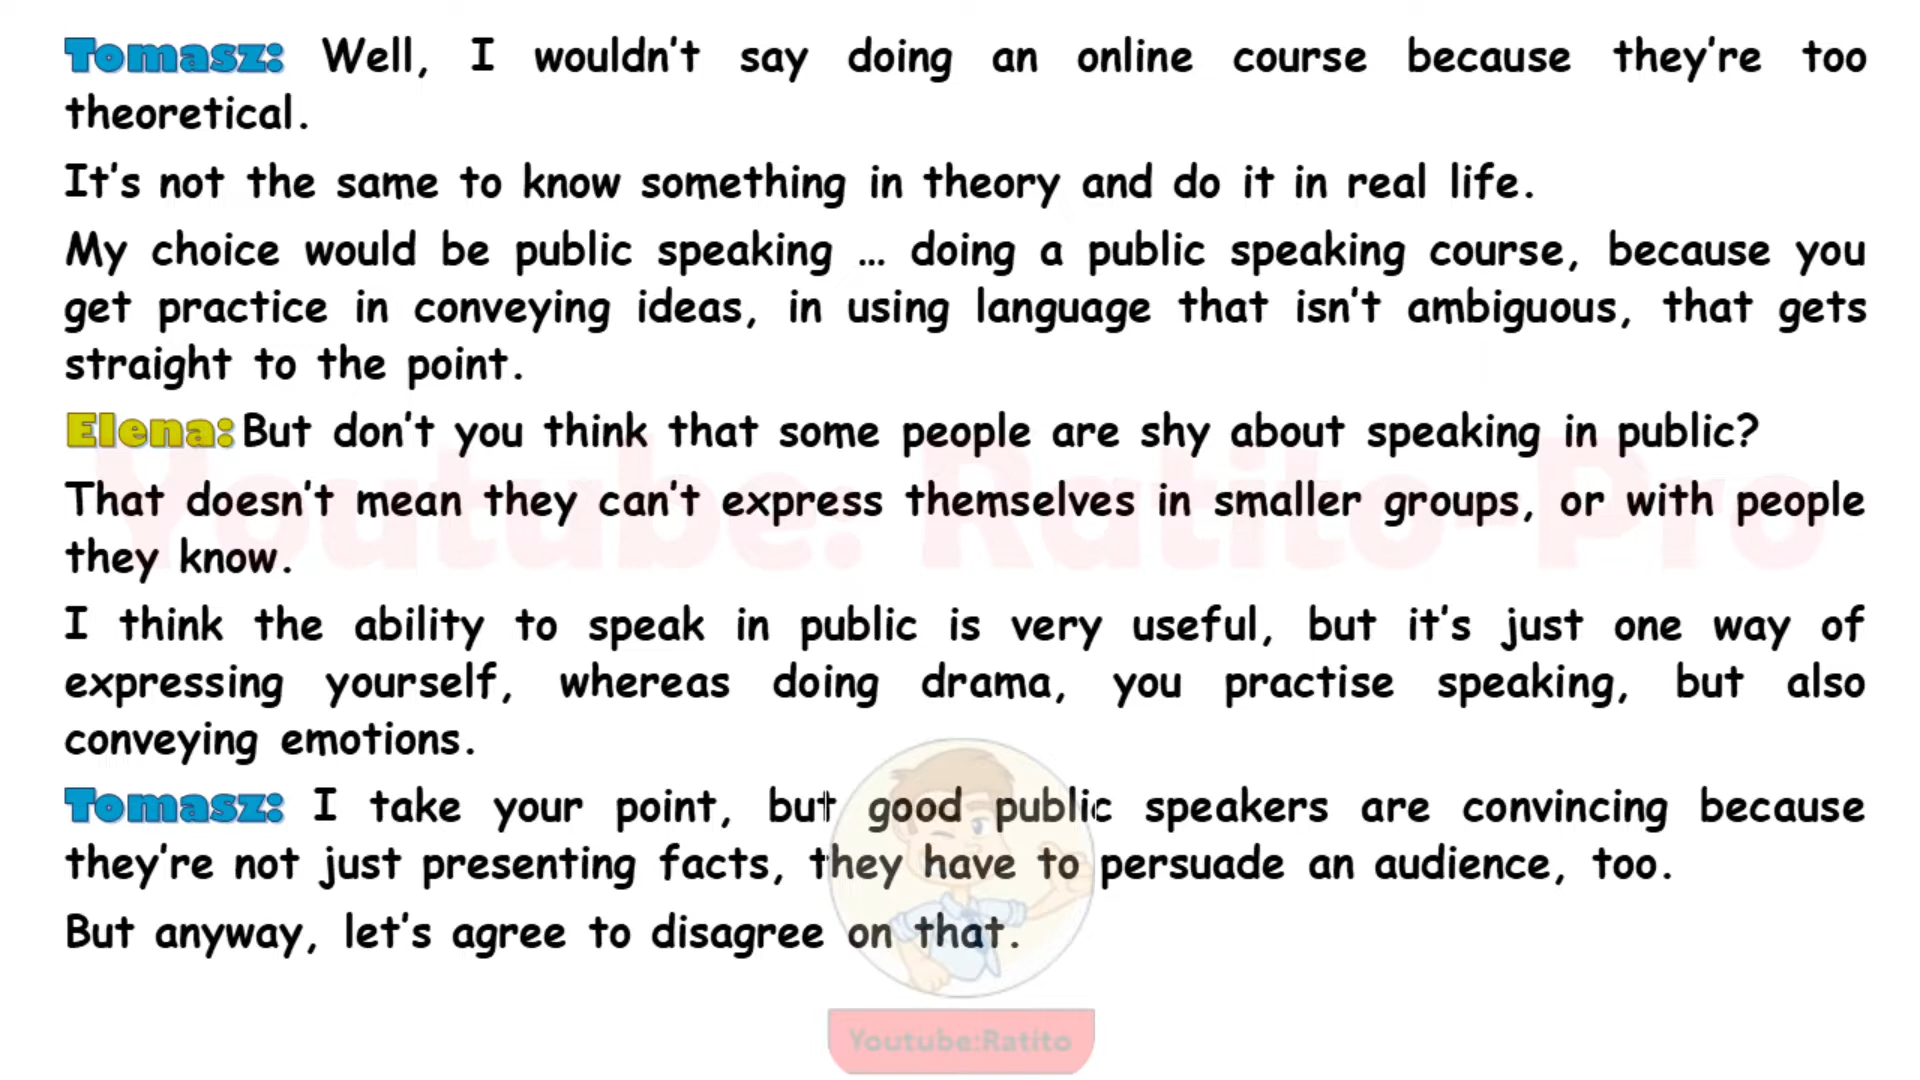 Tomasz: Well, I wouldn't say doing an online course because they're too
theoretical.
It's not the same to know something in theory and do it in real life.
My choice would be public speaking … doing a public speaking course, because you
get practice in conveying ideas, in using language that isn't ambiguous, that gets
straight to the point.
Elena: But don't you think that some people are shy about speaking in public?
That doesn't mean they can't express themselves in smaller groups, or with people
they know.
Youtube: Ratito-Pro
I think the ability to speak in public is very useful, but it's just one way of
expressing yourself, whereas doing drama, you practise speaking, but also
conveying emotions.
Tomasz: I take your point, but good public speakers are convincing because
they're not just presenting facts, they have to persuade an audience, too.
But anyway, let's agree to disagree on that.
Youtube:Ratito